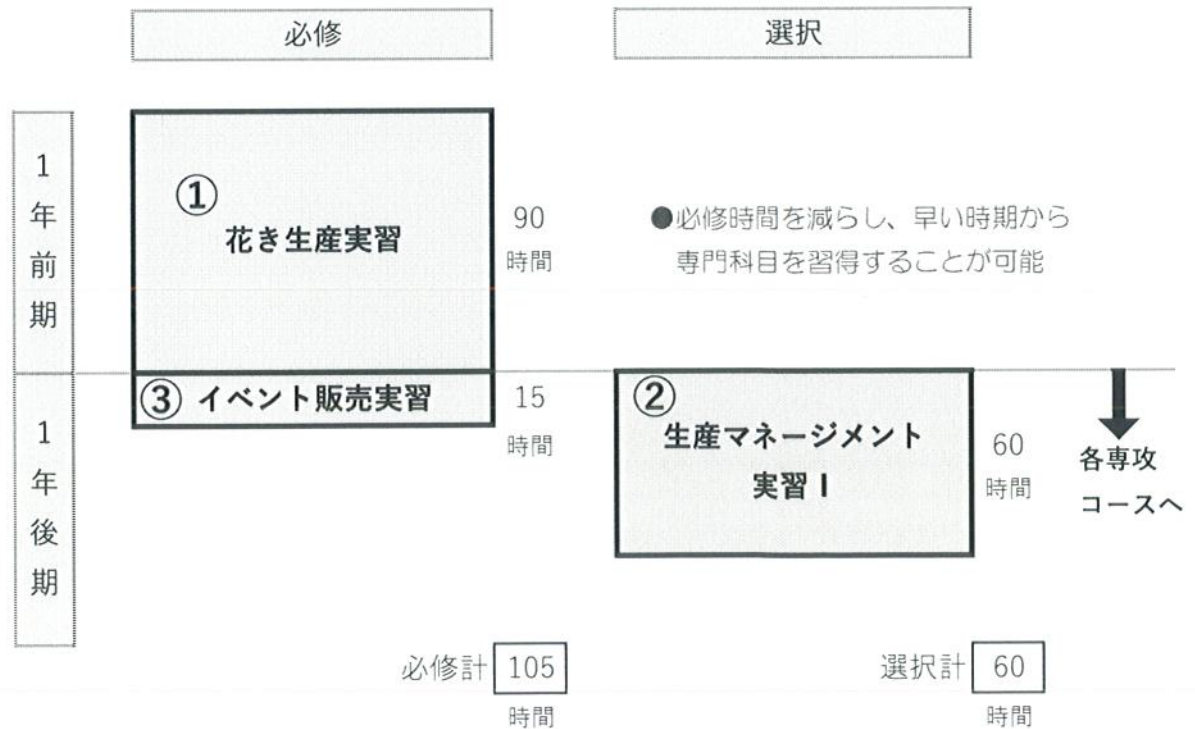 必修
選択
1年前期
①
花き生産実習
90
時間
●必修時間を減らし、早い時期から
専門科目を習得することが可能
1年後期
③ イベント販売実習
15
時間
②
生産マネージメント
実習Ⅰ
60
時間
各専攻
コースへ
必修計 105
時間
選択計 60
時間